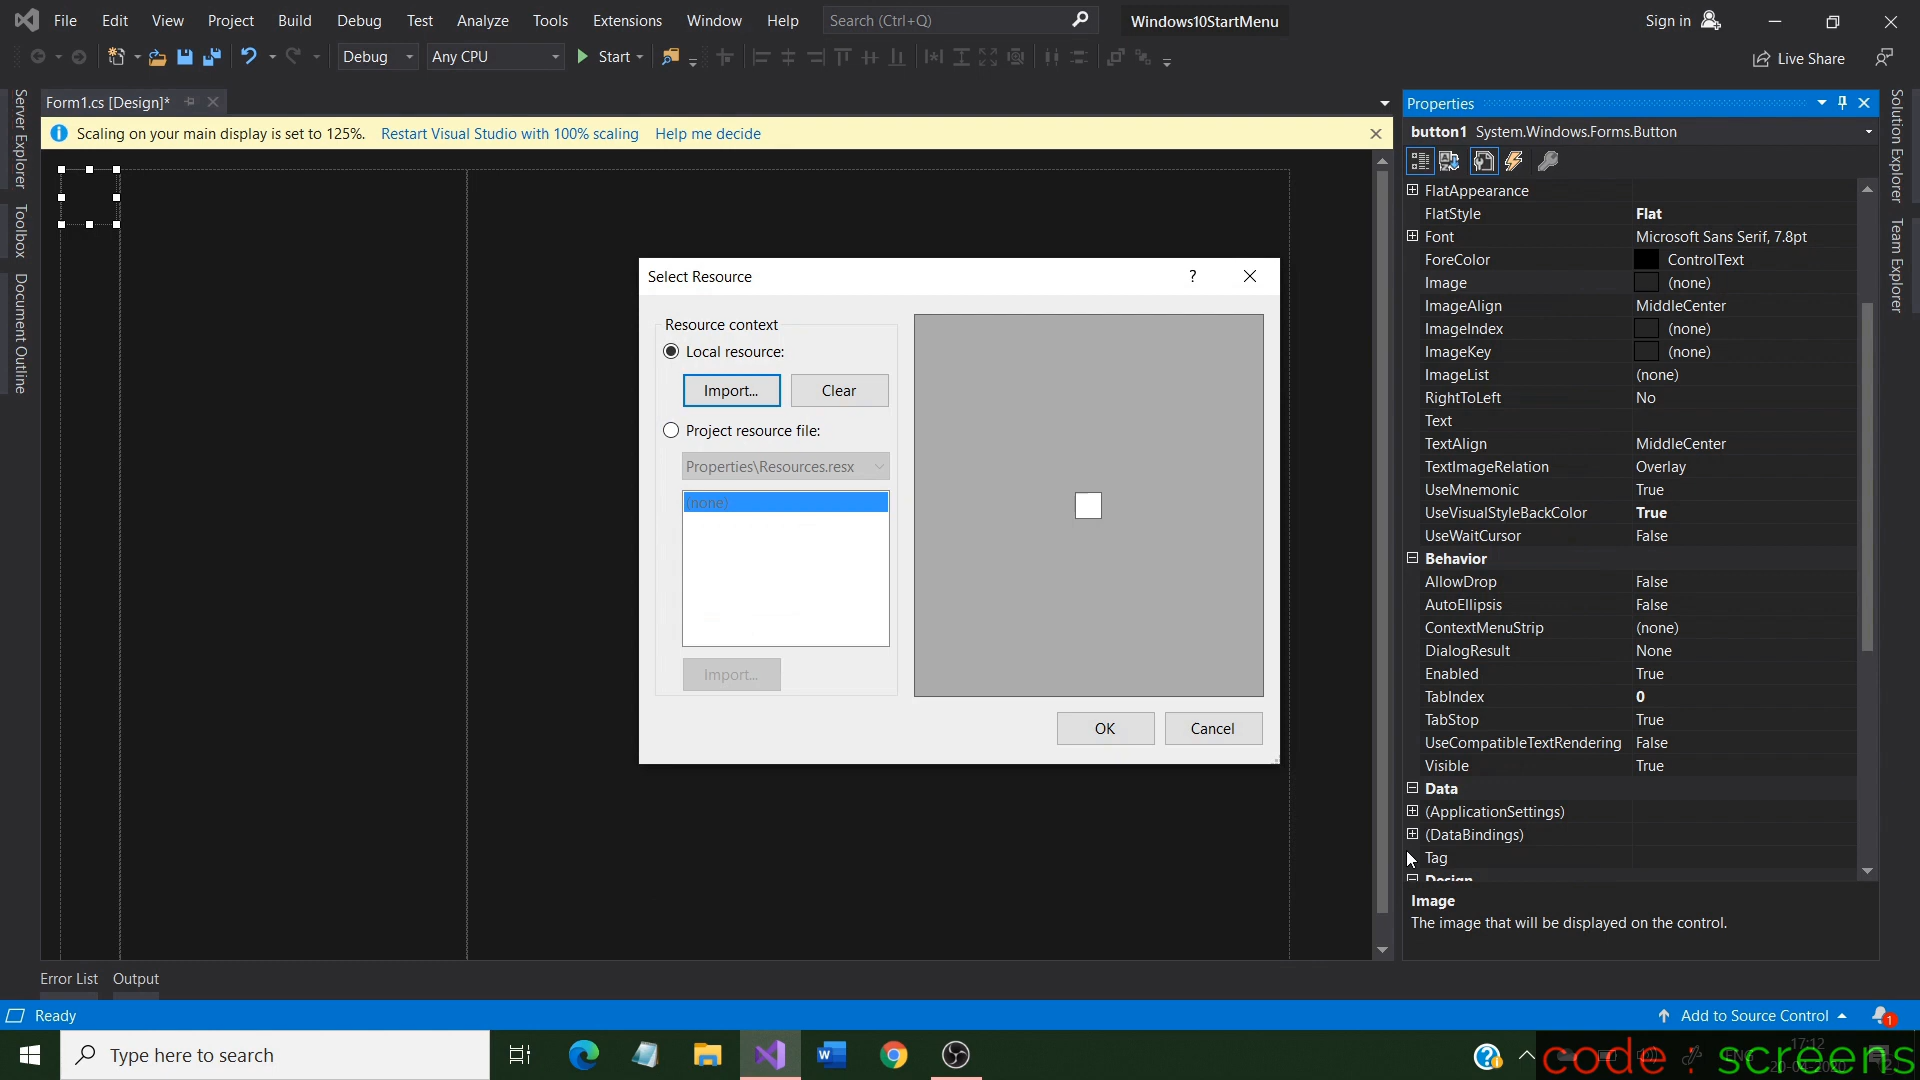 File Edit View Project Build Debug Test Analyze Tools Extensions Window Help Search (Ctrl+Q) Windows10StartMenu Sign in
Debug Any CPU Start Live Share
Form1.cs [Design]*
Scaling on your main display is set to 125%. Restart Visual Studio with 100% scaling Help me decide
Server Explorer
Toolbox
Document Outline
Select Resource ?
Resource context
Local resource:
Import... Clear
Project resource file:
Properties\Resources.resx
(none)
Import...
OK Cancel
Properties
button1 System.Windows.Forms.Button
FlatAppearance
FlatStyle Flat
Font Microsoft Sans Serif, 7.8pt
ForeColor ControlText
Image (none)
ImageAlign MiddleCenter
ImageIndex (none)
ImageKey (none)
ImageList (none)
RightToLeft No
Text
TextAlign MiddleCenter
TextImageRelation Overlay
UseMnemonic True
UseVisualStyleBackColor True
UseWaitCursor False
Behavior
AllowDrop False
AutoEllipsis False
ContextMenuStrip (none)
DialogResult None
Enabled True
TabIndex 0
TabStop True
UseCompatibleTextRendering False
Visible True
Data
(ApplicationSettings)
(DataBindings)
Tag
Design
Image
The image that will be displayed on the control.
Solution Explorer
Team Explorer
Error List Output
Ready Add to Source Control 1
Type here to search
code : screens
ENG
17:12